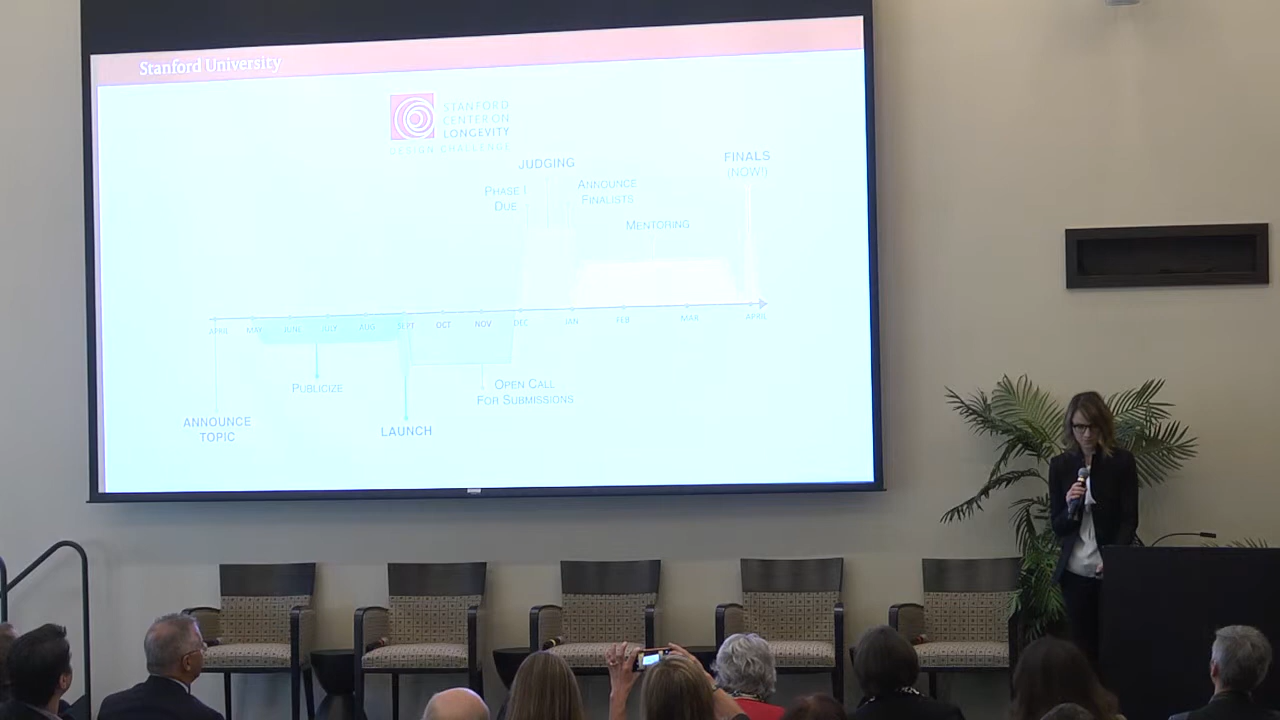 Stanford University
STANFORD
CENTER ON
LONGEVITY
DESIGN CHALLENGE
JUDGING
FINALS
(NOW!)
PHASE I
DUE
ANNOUNCE
FINALISTS
MENTORING
APRIL MAY JUNE JULY AUG SEPT OCT NOV DEC JAN FEB MAR APRIL
PUBLICIZE
OPEN CALL
FOR SUBMISSIONS
ANNOUNCE
TOPIC
LAUNCH